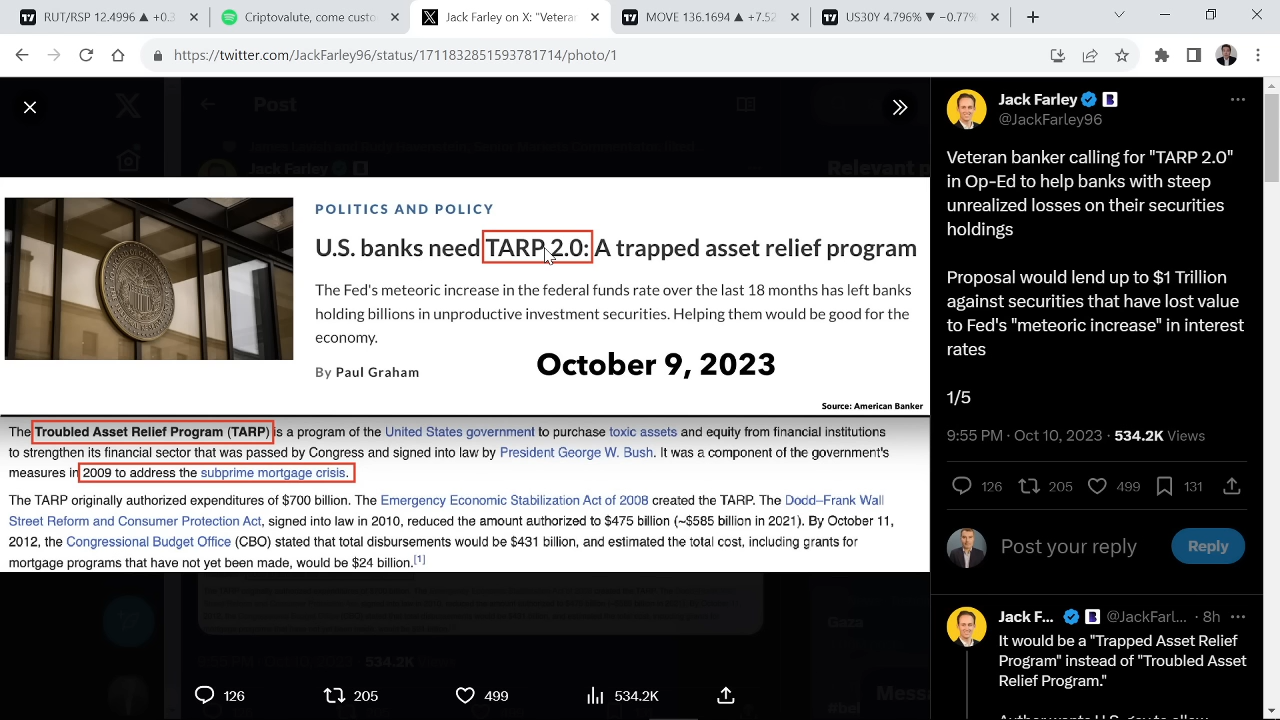 RUT/RSP 12.4996 ▲ +0.3
Criptovalute, come custo
Jack Farley on X: "Veterar
MOVE 136.1694 ▲ +7.52
US30Y 4.796% ▼ −0.77%
https://twitter.com/JackFarley96/status/1711832851593781714/photo/1
Post
Jack Farley
Relevant p
POLITICS AND POLICY
U.S. banks need TARP 2.0: A trapped asset relief program
The Fed's meteoric increase in the federal funds rate over the last 18 months has left banks
holding billions in unproductive investment securities. Helping them would be good for the
economy.
By Paul Graham
October 9, 2023
Source: American Banker
The Troubled Asset Relief Program (TARP) is a program of the United States government to purchase toxic assets and equity from financial institutions
to strengthen its financial sector that was passed by Congress and signed into law by President George W. Bush. It was a component of the government's
measures in 2009 to address the subprime mortgage crisis.
The TARP originally authorized expenditures of $700 billion. The Emergency Economic Stabilization Act of 2008 created the TARP. The Dodd–Frank Wall
Street Reform and Consumer Protection Act, signed into law in 2010, reduced the amount authorized to $475 billion (~$585 billion in 2021). By October 11,
2012, the Congressional Budget Office (CBO) stated that total disbursements would be $431 billion, and estimated the total cost, including grants for
mortgage programs that have not yet been made, would be $24 billion.[1]
Gaza
534.2K
Mess
#hel
126 205 499 534.2K
Jack Farley
@JackFarley96
Veteran banker calling for "TARP 2.0"
in Op-Ed to help banks with steep
unrealized losses on their securities
holdings
Proposal would lend up to $1 Trillion
against securities that have lost value
to Fed's "meteoric increase" in interest
rates
1/5
9:55 PM · Oct 10, 2023 · 534.2K Views
126 205 499 131
Post your reply
Reply
Jack F... @JackFarl... · 8h
It would be a "Trapped Asset Relief
Program" instead of "Troubled Asset
Relief Program."